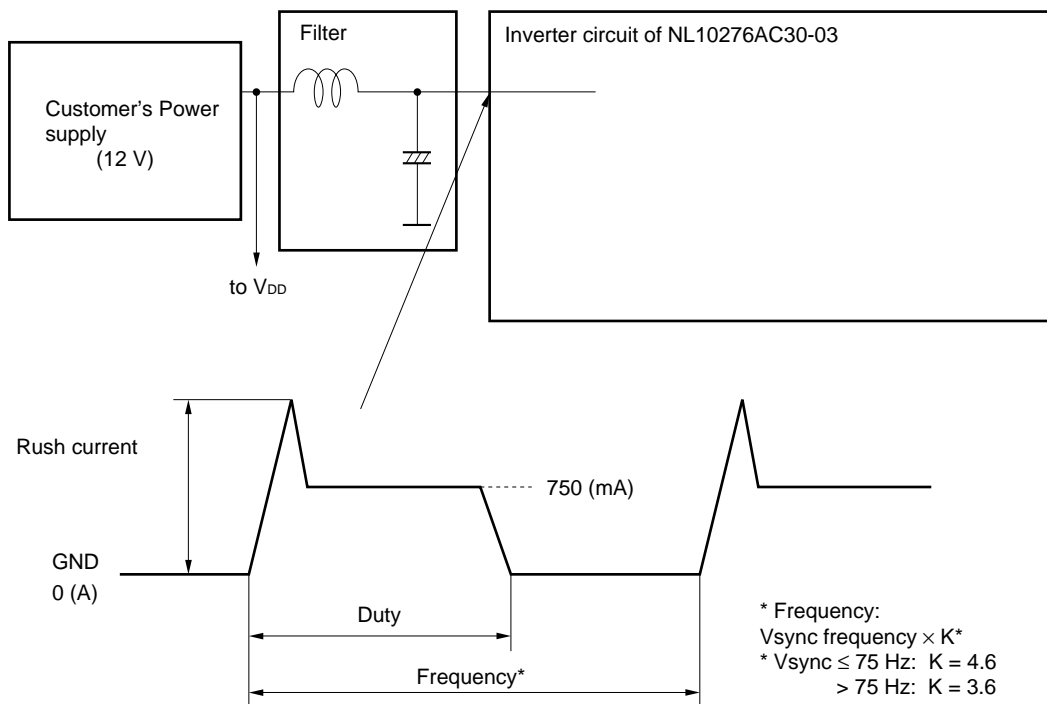 Filter
Inverter circuit of NL10276AC30-03
Customer's Power
supply
(12 V)
to VDD
Rush current
750 (mA)
GND
0 (A)
Duty
Frequency*
* Frequency:
Vsync frequency × K*
* Vsync ≤ 75 Hz: K = 4.6
> 75 Hz: K = 3.6